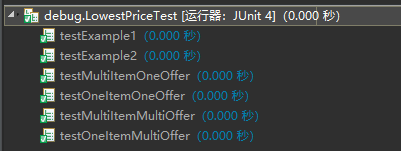 debug.LowestPriceTest [运行器：JUnit 4] (0.000 秒)
testExample1 (0.000 秒)
testExample2 (0.000 秒)
testMultiItemOneOffer (0.000 秒)
testOneItemOneOffer (0.000 秒)
testMultiItemMultiOffer (0.000 秒)
testOneItemMultiOffer (0.000 秒)